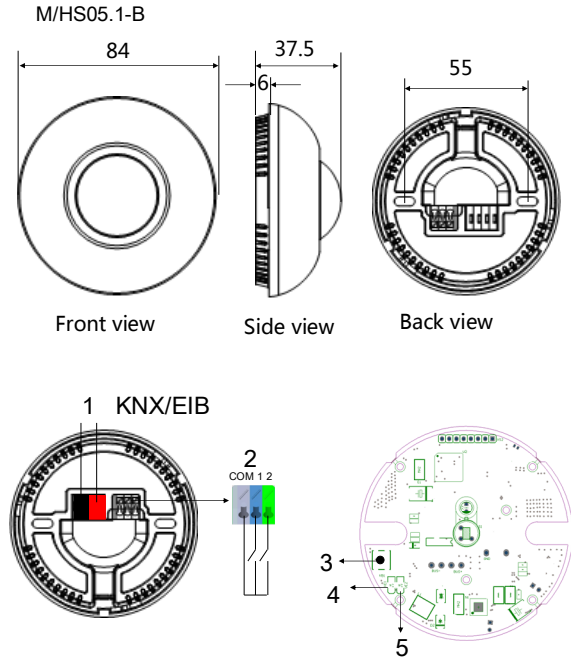 M/HS05.1-B
84
37.5
6
55
Front view
Side view
Back view
1 KNX/EIB
2
COM 1 2
3
4
5